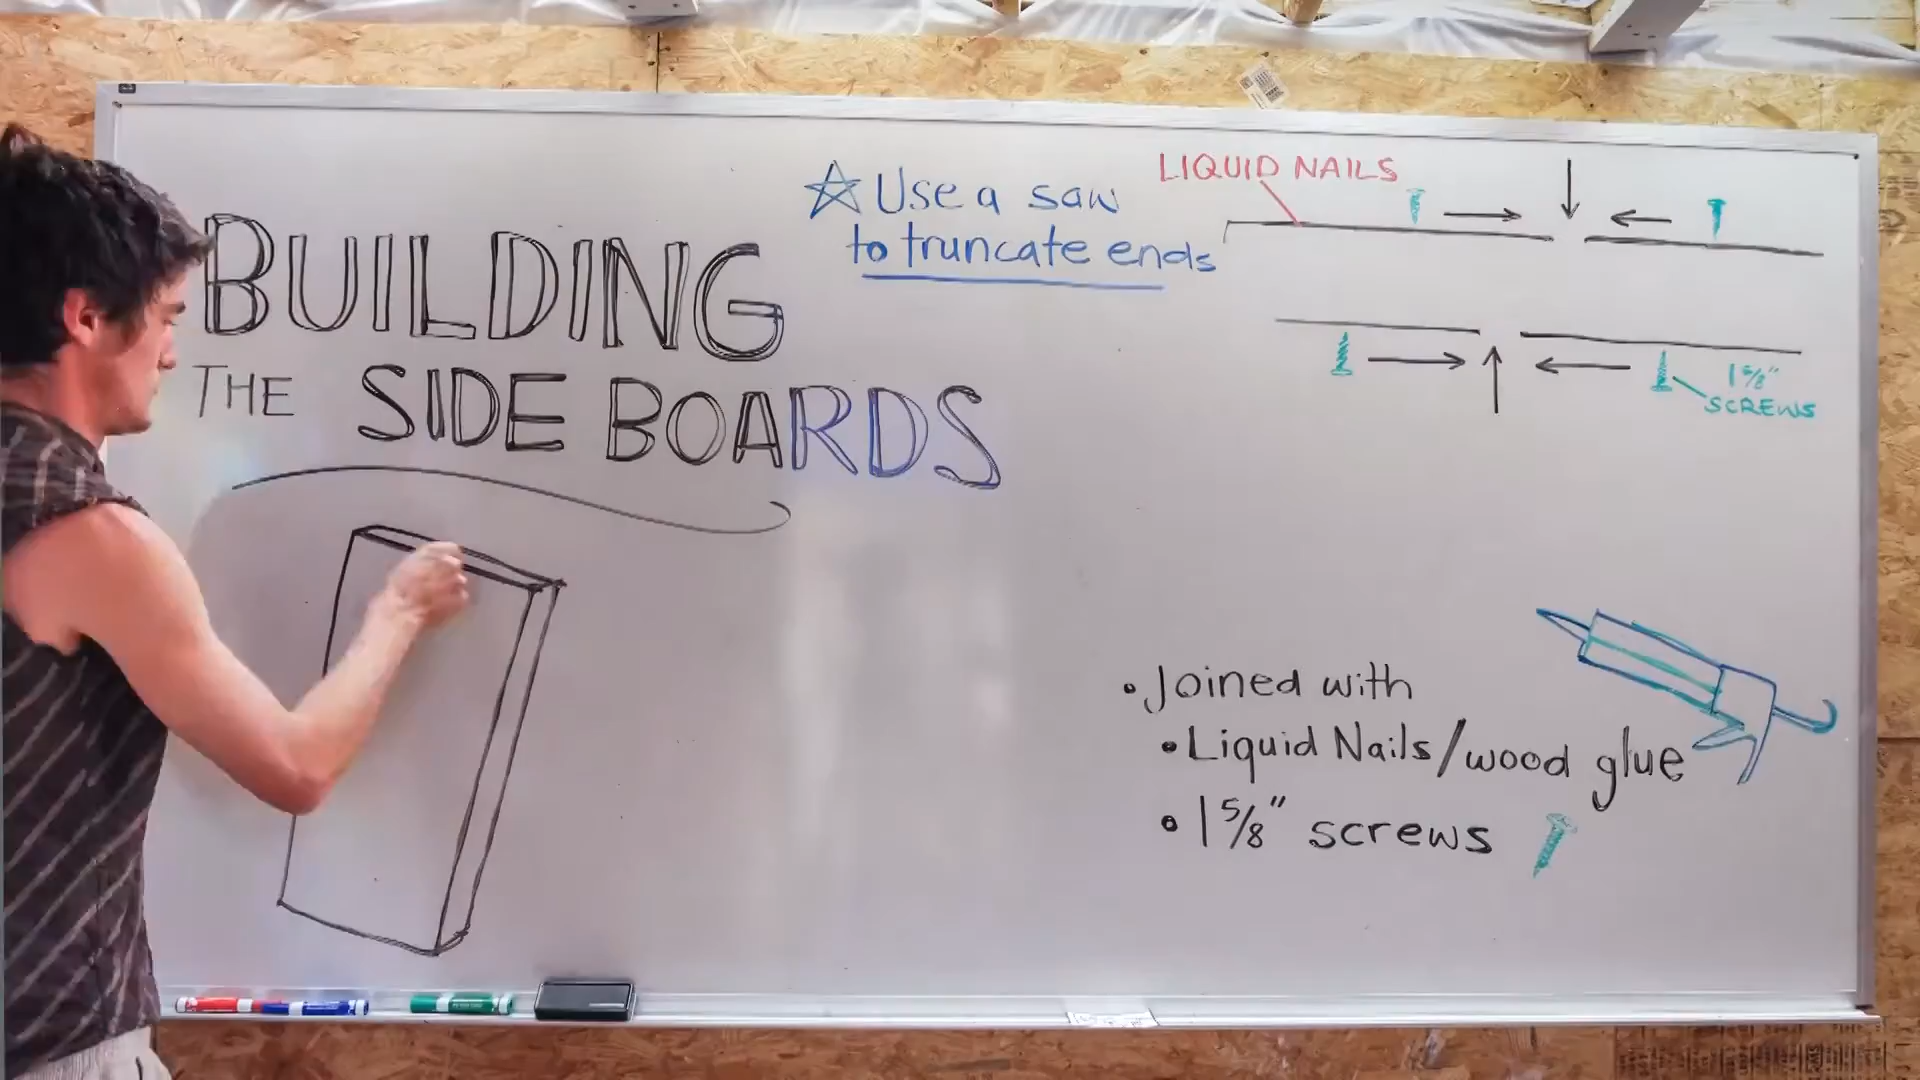 BUILDING
THE SIDE BOARDS
Use a saw
to truncate ends
LIQUID NAILS
1 5/8"
SCREWS
• Joined with
• Liquid Nails/wood glue
• 1 5/8" screws